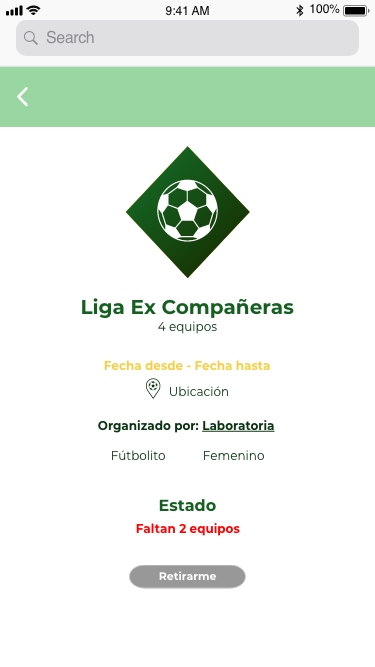 9:41 AM 100%
Search
Liga Ex Compañeras
4 equipos
Fecha desde - Fecha hasta
Ubicación
Organizado por: Laboratoria
Fútbolito Femenino
Estado
Faltan 2 equipos
Retirarme